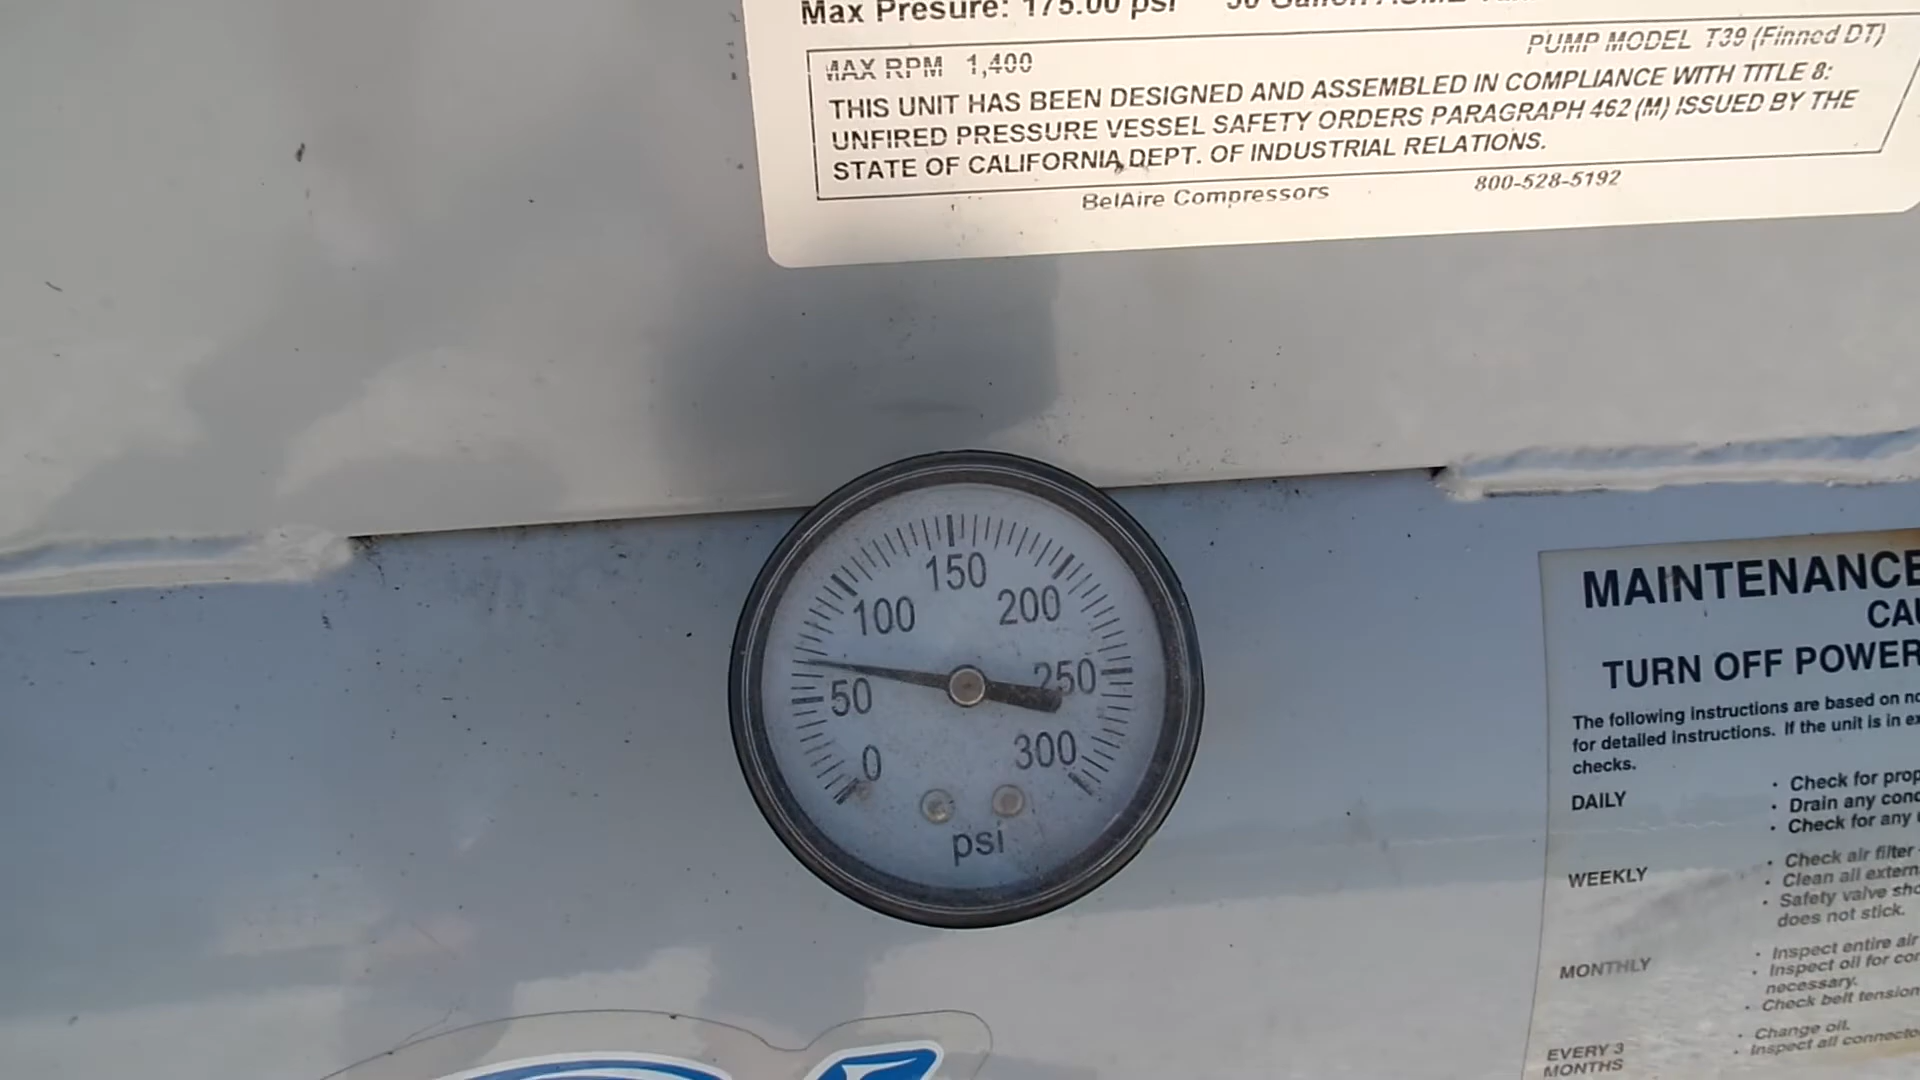 Max Presure: 175.00 psi
MAX RPM 1,400 PUMP MODEL T39 (Finned DT)
THIS UNIT HAS BEEN DESIGNED AND ASSEMBLED IN COMPLIANCE WITH TITLE 8:
UNFIRED PRESSURE VESSEL SAFETY ORDERS PARAGRAPH 462 (M) ISSUED BY THE
STATE OF CALIFORNIA DEPT. OF INDUSTRIAL RELATIONS.
BelAire Compressors 800-528-5192
0
50
100
150
200
250
300
psi
MAINTENANCE
TURN OFF POWER
The following instructions are based on
for detailed instructions. If the unit is in
checks.
DAILY
• Check for
• Drain any
• Check for any
WEEKLY
• Check air filter
• Clean all
• Safety valve
does not stick.
MONTHLY
• Inspect entire air
• Inspect oil for
necessary.
• Check belt tension
EVERY 3
MONTHS
• Change oil.
• Inspect all